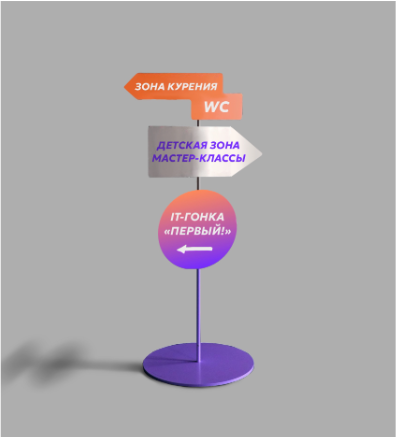 ЗОНА КУРЕНИЯ
WC
ДЕТСКАЯ ЗОНА
МАСТЕР-КЛАССЫ
IT-ГОНКА
«ПЕРВЫЙ!»